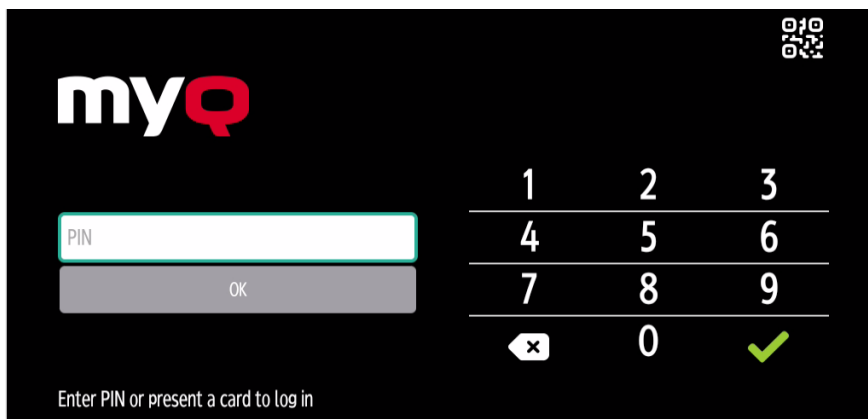 myQ
1 2 3
PIN
4 5 6
OK
7 8 9
0
Enter PIN or present a card to log in